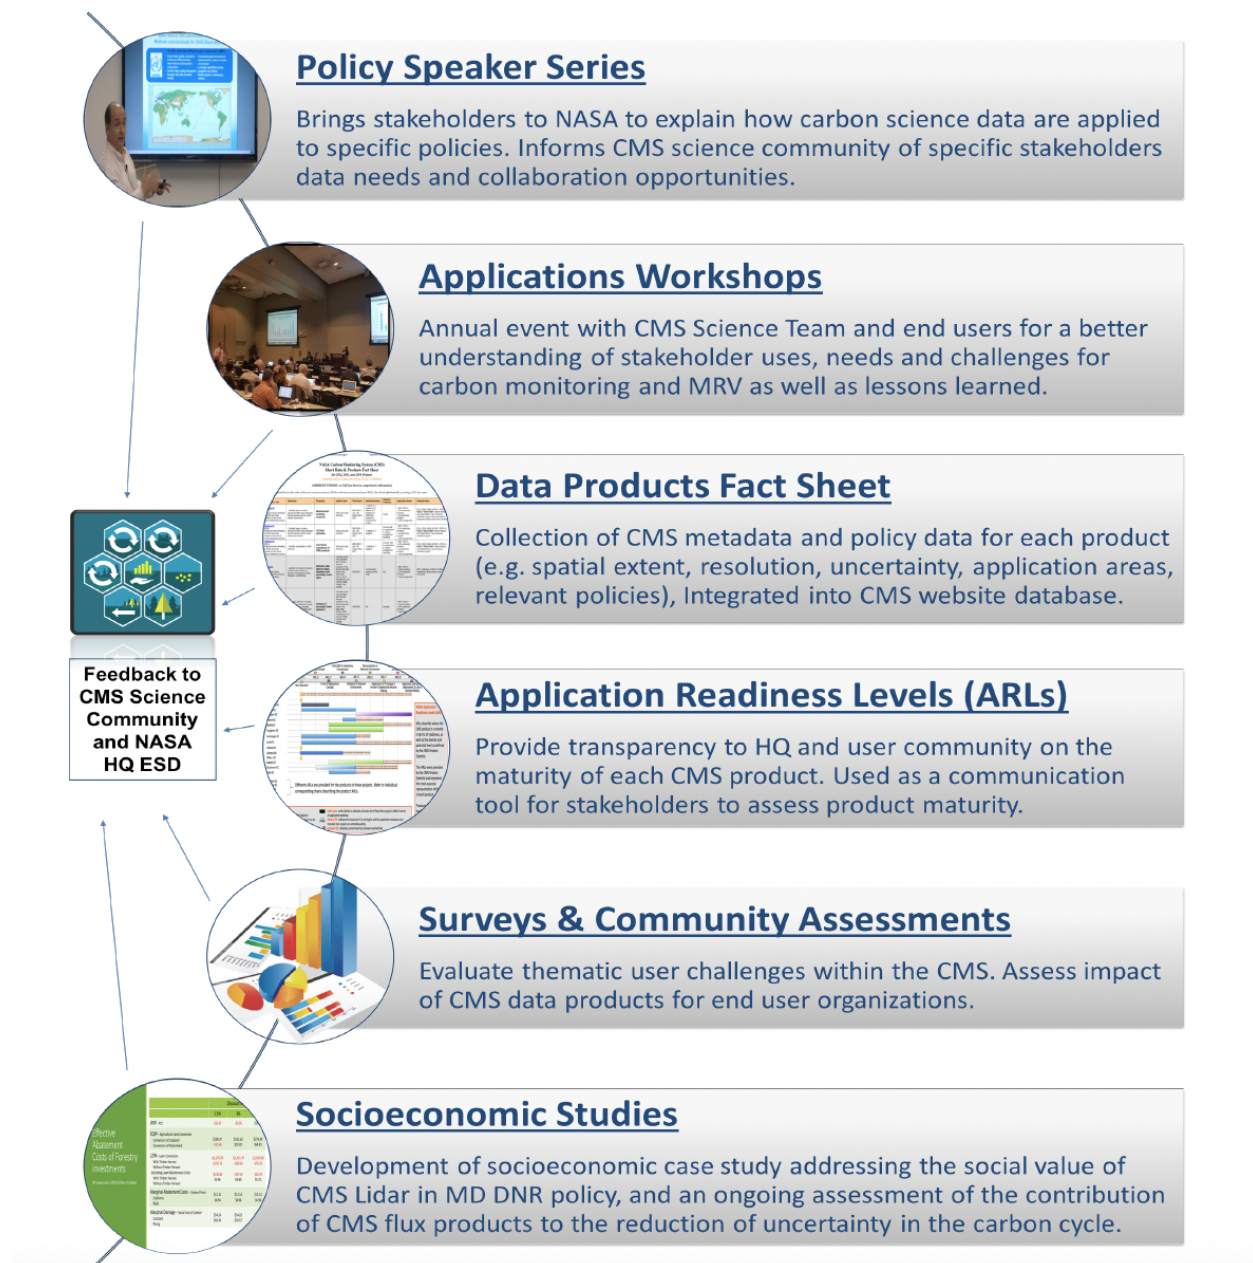 Policy Speaker Series
Brings stakeholders to NASA to explain how carbon science data are applied
to specific policies. Informs CMS science community of specific stakeholders
data needs and collaboration opportunities.
Applications Workshops
Annual event with CMS Science Team and end users for a better
understanding of stakeholder uses, needs and challenges for
carbon monitoring and MRV as well as lessons learned.
Data Products Fact Sheet
Collection of CMS metadata and policy data for each product
(e.g. spatial extent, resolution, uncertainty, application areas,
relevant policies), Integrated into CMS website database.
Feedback to
CMS Science
Community
and NASA
HQ ESD
Application Readiness Levels (ARLs)
Provide transparency to HQ and user community on the
maturity of each CMS product. Used as a communication
tool for stakeholders to assess product maturity.
Surveys & Community Assessments
Evaluate thematic user challenges within the CMS. Assess impact
of CMS data products for end user organizations.
Effective
Abatement
Costs of Forestry
Investments
Socioeconomic Studies
Development of socioeconomic case study addressing the social value of
CMS Lidar in MD DNR policy, and an ongoing assessment of the contribution
of CMS flux products to the reduction of uncertainty in the carbon cycle.